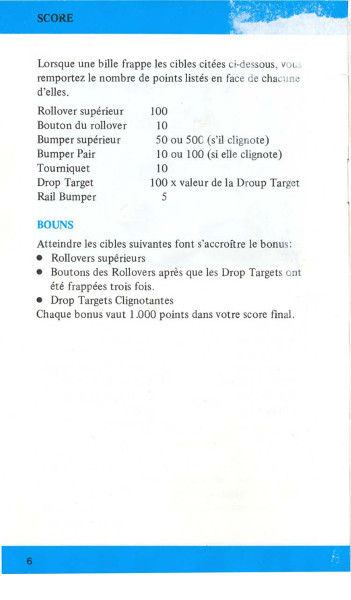 SCORE
Lorsque une bille frappe les cibles citées ci-dessous, vous
remportez le nombre de points listés en face de chacune
d'elles.
Rollover supérieur 100
Bouton du rollover 10
Bumper supérieur 50 ou 500 (s'il clignote)
Bumper Pair 10 ou 100 (si elle clignote)
Tourniquet 10
Drop Target 100 x valeur de la Droup Target
Rail Bumper 5
BOUNS
Atteindre les cibles suivantes font s'accroître le bonus:
● Rollovers supérieurs
● Boutons des Rollovers après que les Drop Targets ont
été frappées trois fois.
● Drop Targets Clignotantes
Chaque bonus vaut 1.000 points dans votre score final.
6